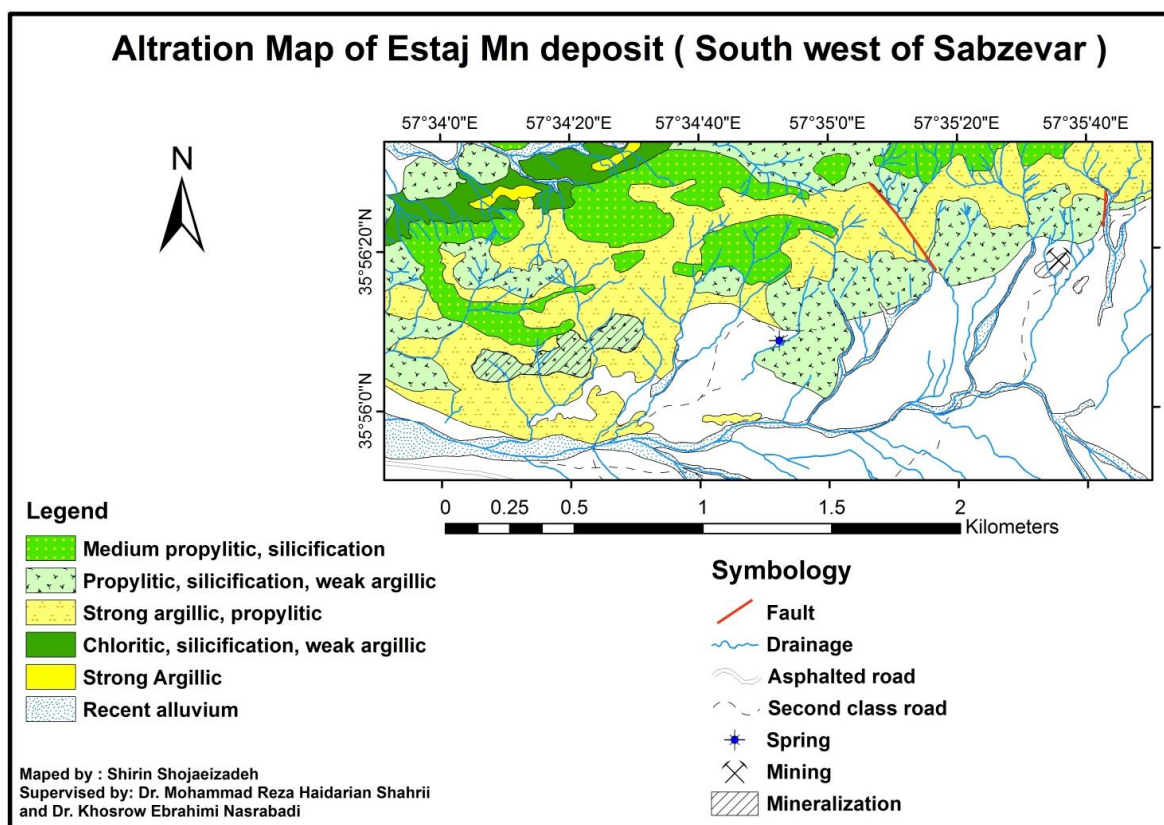 Altration Map of Estaj Mn deposit ( South west of Sabzevar )
N
57°34'0"E 57°34'20"E 57°34'40"E 57°35'0"E 57°35'20"E 57°35'40"E
35°56'20"N
35°56'0"N
0 0.25 0.5 1 1.5 2
Kilometers
Legend
Medium propylitic, silicification
Propylitic, silicification, weak argillic
Strong argillic, propylitic
Chloritic, silicification, weak argillic
Strong Argillic
Recent alluvium
Symbology
Fault
Drainage
Asphalted road
Second class road
Spring
Mining
Mineralization
Maped by : Shirin Shojaeizadeh
Supervised by: Dr. Mohammad Reza Haidarian Shahrii
and Dr. Khosrow Ebrahimi Nasrabadi